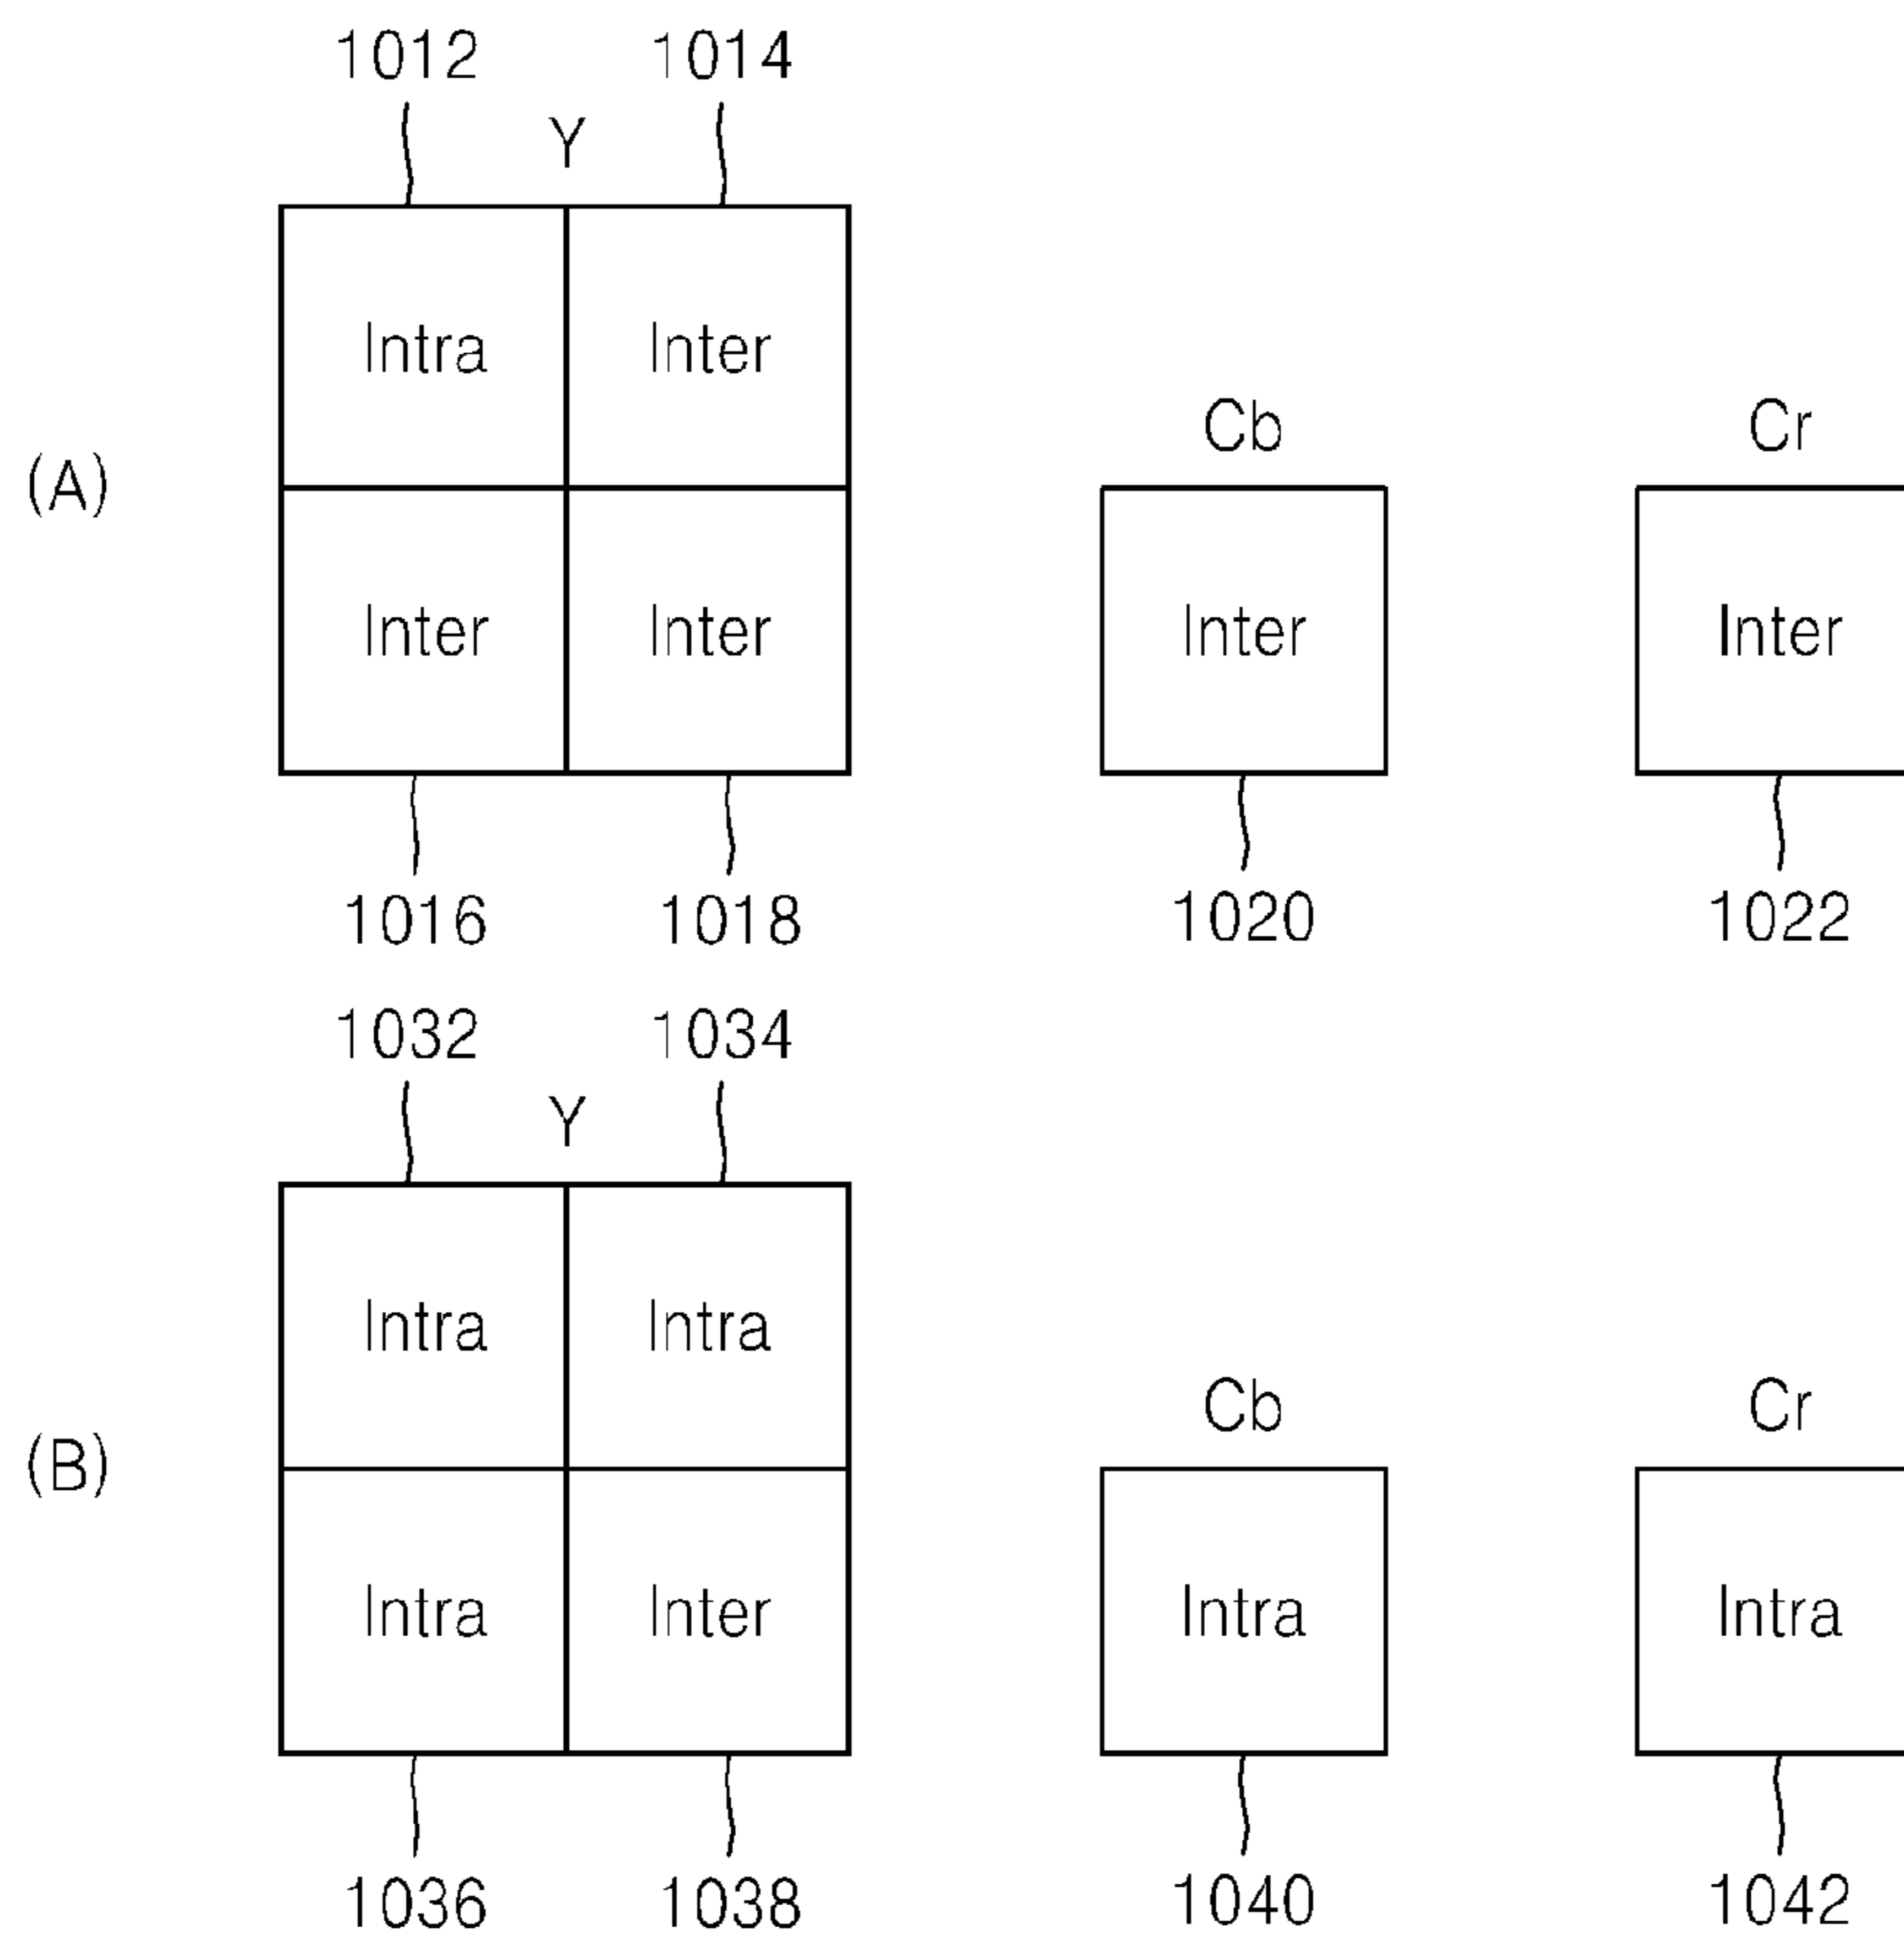 1012 1014
Y
Intra Inter
Cb Cr
(A)
Inter Inter Inter Inter
1016 1018 1020 1022
1032 1034
Y
Intra Intra
Cb Cr
(B)
Intra Inter Intra Intra
1036 1038 1040 1042